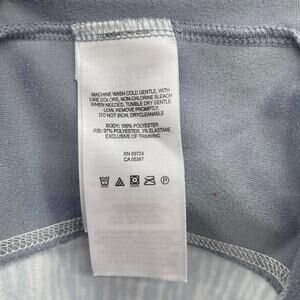 MACHINE WASH COLD GENTLE, WITH
LIKE COLORS, NON-CHLORINE BLEACH
WHEN NEEDED, TUMBLE DRY GENTLE
LOW, REMOVE PROMPTLY,
DO NOT IRON, DRYCLEANABLE
BODY: 100% POLYESTER
RIB: 97% POLYESTER, 3% ELASTANE
EXCLUSIVE OF TRIMMING
RN 69724
CA 05367